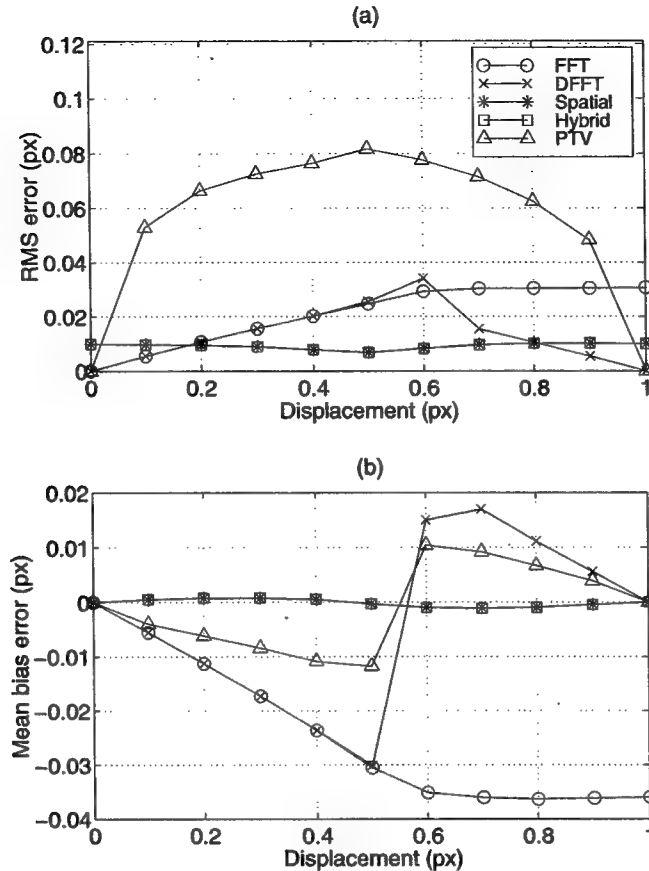 (a)
0.12
0.1
0.08
0.06
0.04
0.02
0
RMS error (px)
FFT
DFFT
Spatial
Hybrid
PTV
0 0.2 0.4 0.6 0.8 1
Displacement (px)
(b)
0.02
0.01
0
−0.01
−0.02
−0.03
−0.04
Mean bias error (px)
0 0.2 0.4 0.6 0.8 1
Displacement (px)